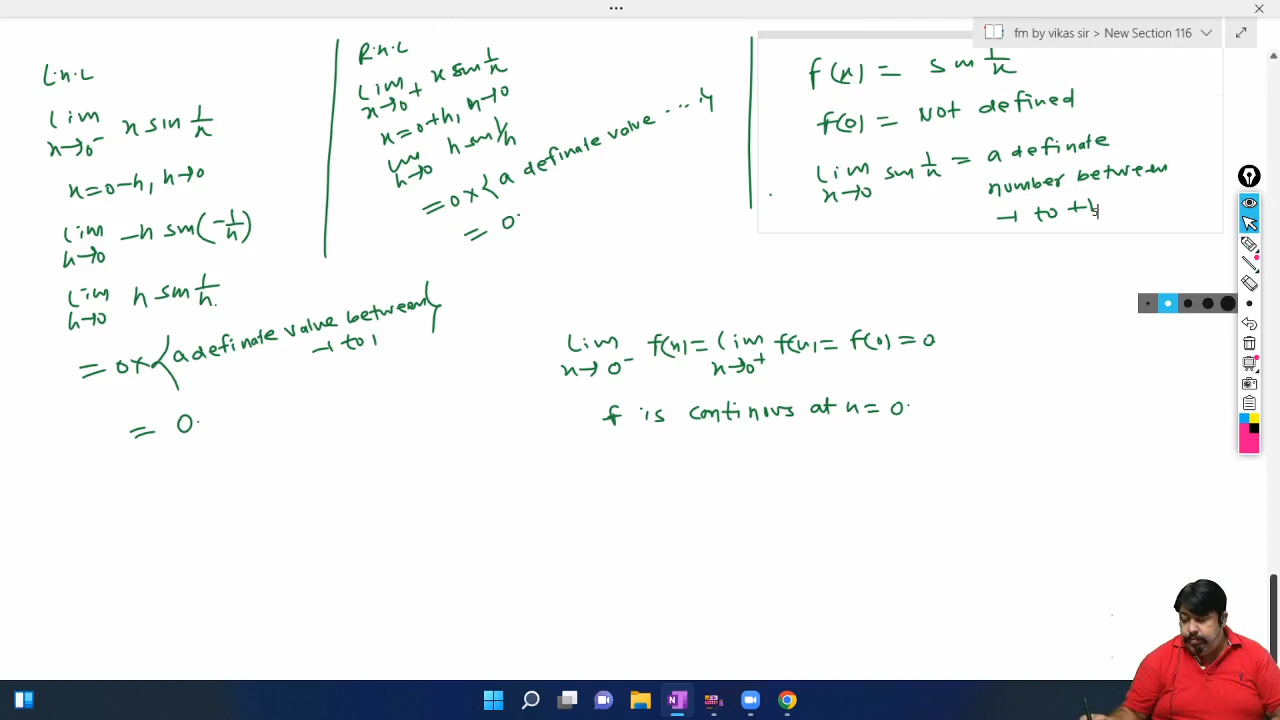 fm by vikas sir > New Section 116
L.H.L
lim x→0⁻ x sin 1/x
x=0-h, h→0
lim h→0 -h sin(-1/h)
lim h→0 h sin 1/h.
= 0x{a definate value between -1 to 1}
= 0.
R.H.L
lim x→0+ x sin 1/x
x=0+h, h→0
lim h→0 h sin 1/h
= 0x{a definate value ....}
= 0.
f(x) = sin 1/x
f(0) = Not defined
lim x→0 sin 1/x = a definate
number between
-1 to +1
lim x→0⁻ f(x) = lim x→0⁺ f(x) = f(0) = 0
f is continovs at x = 0.